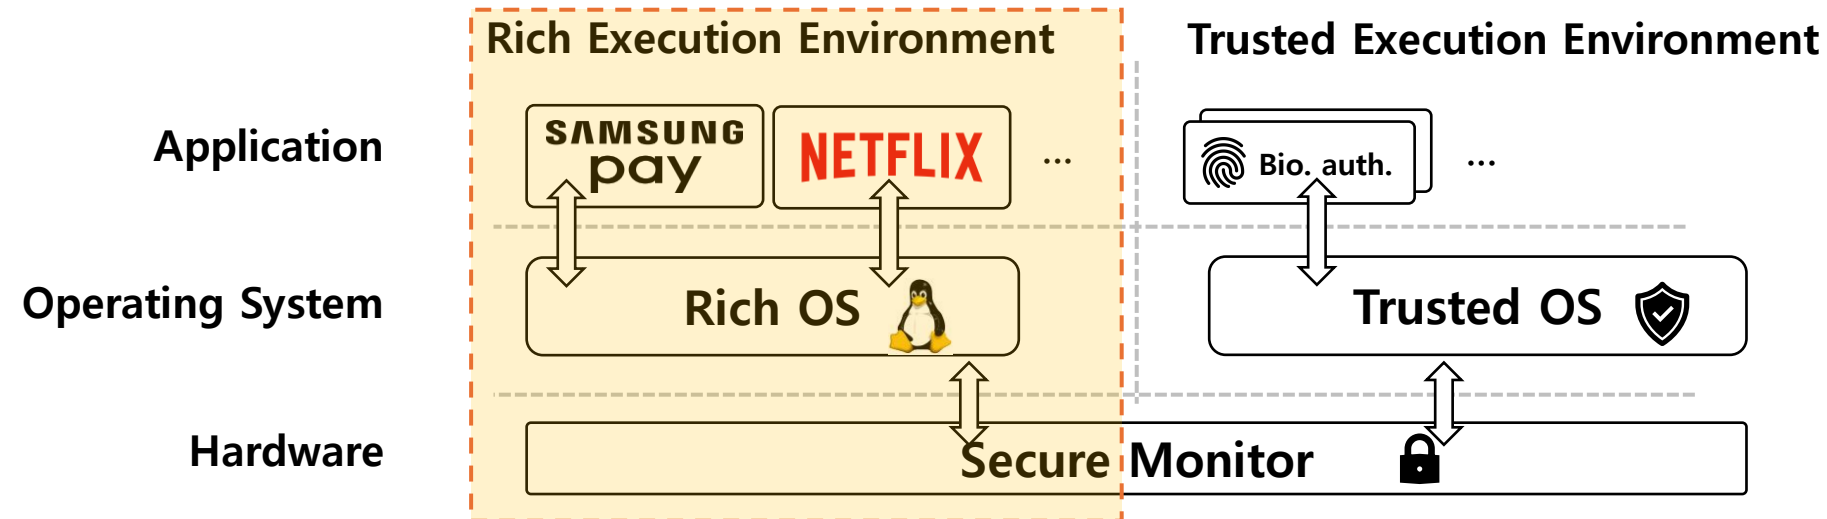 Rich Execution Environment
Trusted Execution Environment
Application
SAMSUNG
pay
NETFLIX
...
Bio. auth.
...
Operating System
Rich OS
Trusted OS
Hardware
Secure Monitor